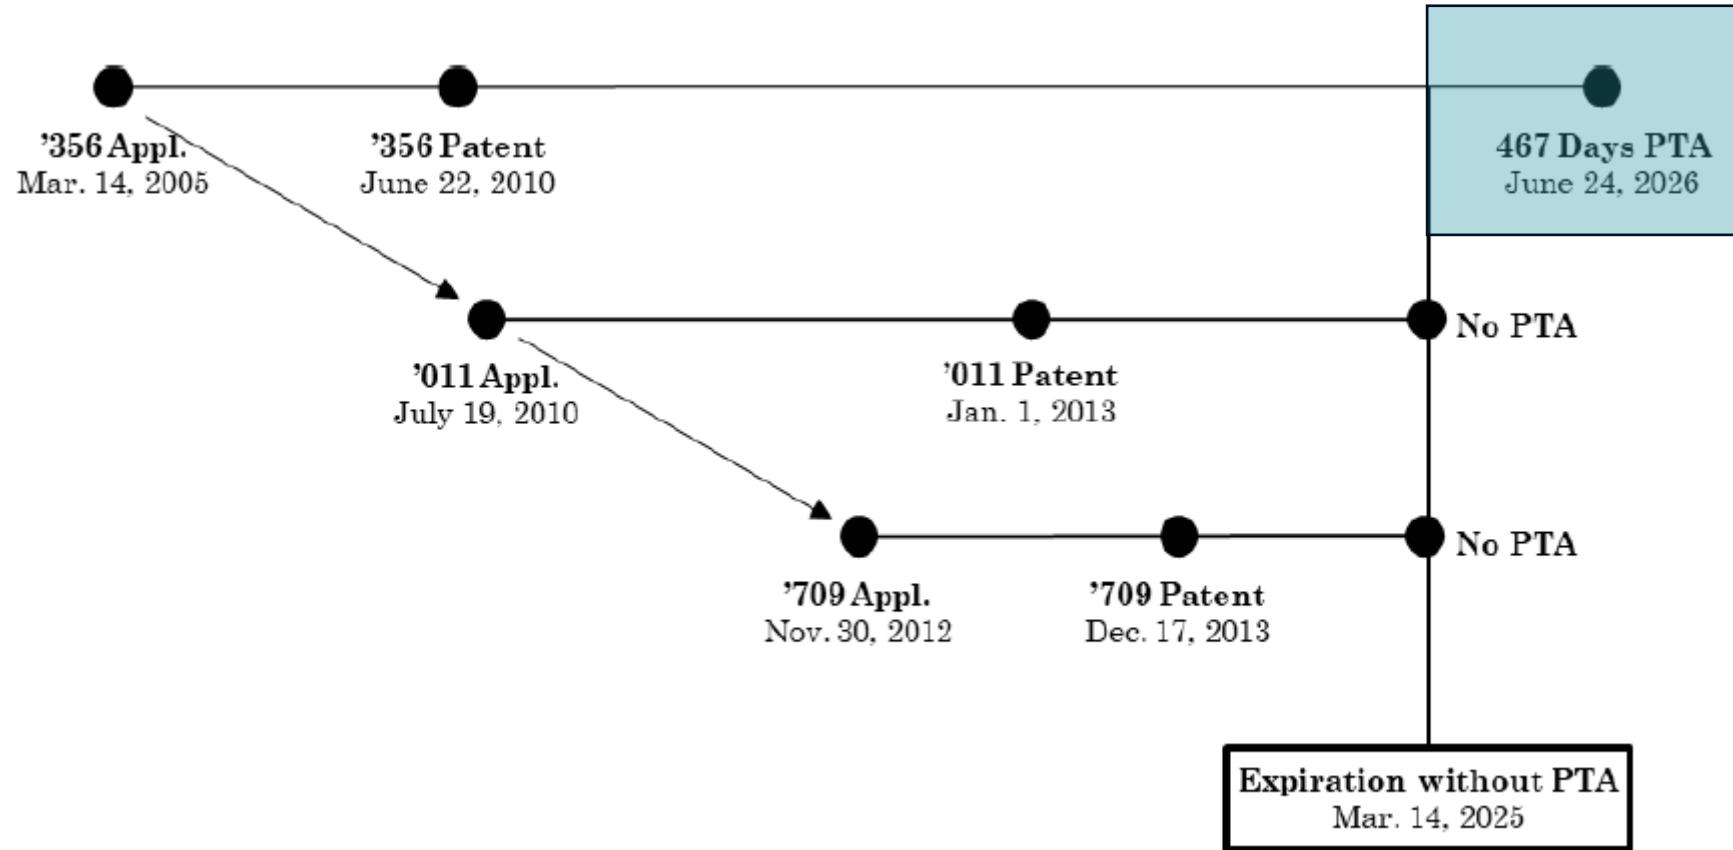 ’356 Appl.
Mar. 14, 2005
’356 Patent
June 22, 2010
467 Days PTA
June 24, 2026
’011 Appl.
July 19, 2010
’011 Patent
Jan. 1, 2013
No PTA
’709 Appl.
Nov. 30, 2012
’709 Patent
Dec. 17, 2013
No PTA
Expiration without PTA
Mar. 14, 2025